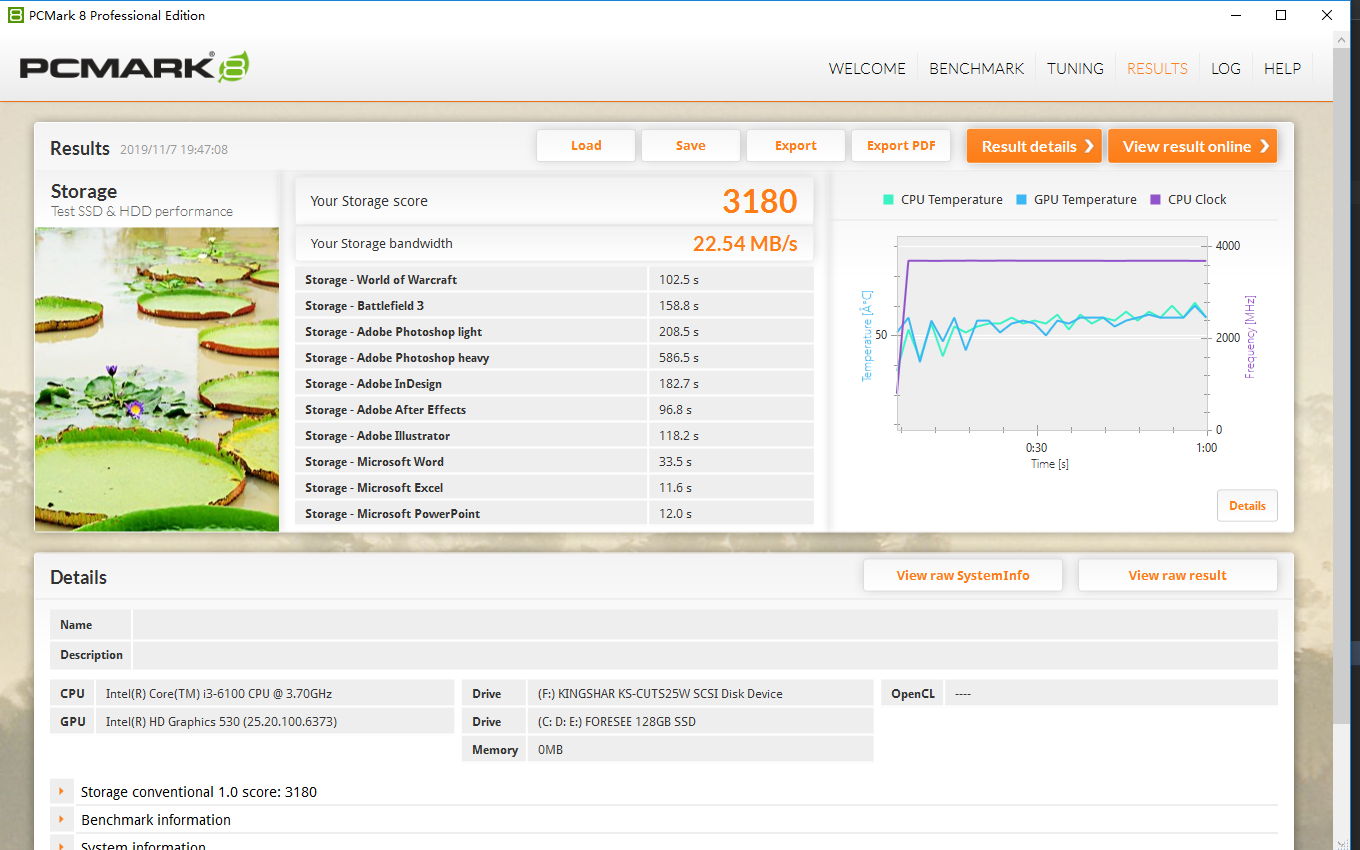 PCMark 8 Professional Edition
PCMARK® 8
WELCOME BENCHMARK TUNING RESULTS LOG HELP
Results 2019/11/7 19:47:08
Load Save Export Export PDF Result details View result online
Storage
Test SSD & HDD performance
Your Storage score 3180
Your Storage bandwidth 22.54 MB/s
Storage - World of Warcraft 102.5 s
Storage - Battlefield 3 158.8 s
Storage - Adobe Photoshop light 208.5 s
Storage - Adobe Photoshop heavy 586.5 s
Storage - Adobe InDesign 182.7 s
Storage - Adobe After Effects 96.8 s
Storage - Adobe Illustrator 118.2 s
Storage - Microsoft Word 33.5 s
Storage - Microsoft Excel 11.6 s
Storage - Microsoft PowerPoint 12.0 s
CPU Temperature GPU Temperature CPU Clock
Temperature [Â°C]
50
4000
2000
0
Frequency [MHz]
0:30 1:00
Time [s]
Details
Details
View raw SystemInfo View raw result
Name
Description
CPU Intel(R) Core(TM) i3-6100 CPU @ 3.70GHz
GPU Intel(R) HD Graphics 530 (25.20.100.6373)
Drive (F:) KINGSHAR KS-CUTS25W SCSI Disk Device
Drive (C: D: E:) FORESEE 128GB SSD
Memory 0MB
OpenCL ----
Storage conventional 1.0 score: 3180
Benchmark information
System information